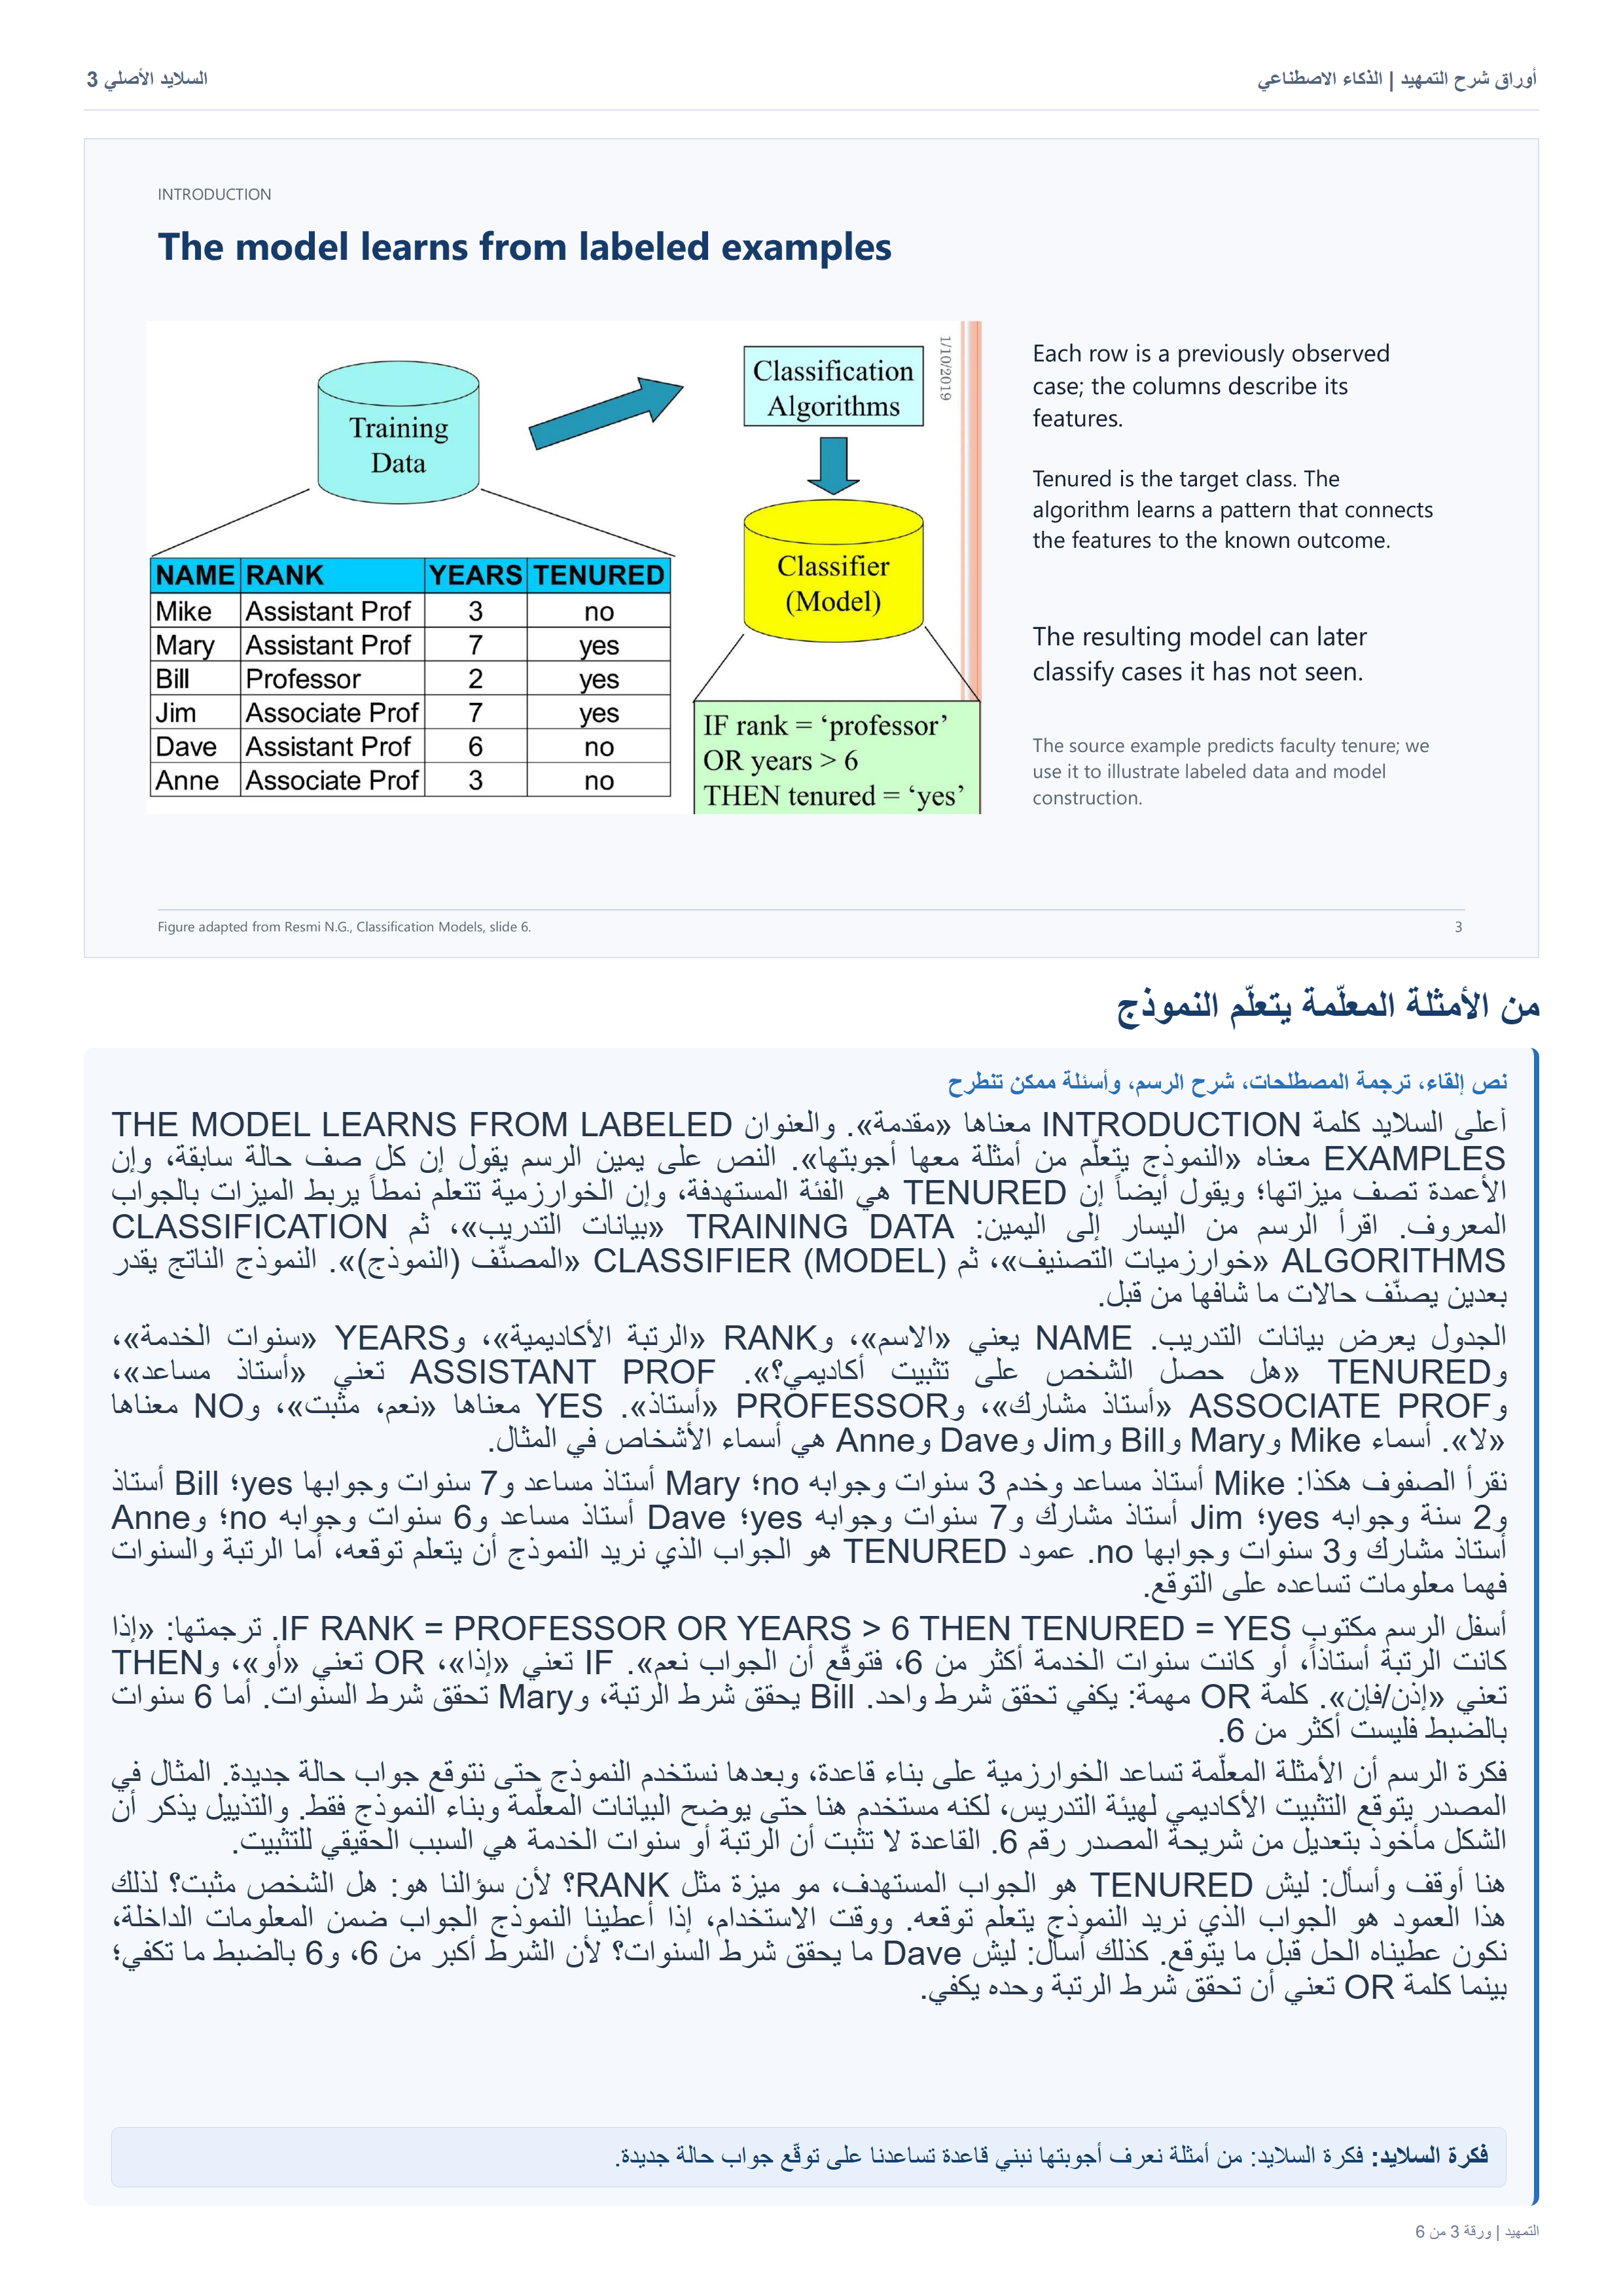 أوراق شرح التمهيد | الذكاء الاصطناعي
السلايد الأصلي 3
INTRODUCTION
The model learns from labeled examples
Training
Data
Classification
Algorithms
1/10/2019
Classifier
(Model)
NAME RANK YEARS TENURED
Mike Assistant Prof 3 no
Mary Assistant Prof 7 yes
Bill Professor 2 yes
Jim Associate Prof 7 yes
Dave Assistant Prof 6 no
Anne Associate Prof 3 no
IF rank = ‘professor’
OR years > 6
THEN tenured = ‘yes’
Each row is a previously observed
case; the columns describe its
features.
Tenured is the target class. The
algorithm learns a pattern that connects
the features to the known outcome.
The resulting model can later
classify cases it has not seen.
The source example predicts faculty tenure; we
use it to illustrate labeled data and model
construction.
Figure adapted from Resmi N.G., Classification Models, slide 6.
3
من الأمثلة المعلّمة يتعلّم النموذج
نص إلقاء، ترجمة المصطلحات، شرح الرسم، وأسئلة ممكن تنطرح
أعلى السلايد كلمة INTRODUCTION معناها «مقدمة». والعنوان THE MODEL LEARNS FROM LABELED
EXAMPLES معناه «النموذج يتعلّم من أمثلة معها أجوبتها». النص على يمين الرسم يقول إن كل صف حالة سابقة، وإن
الأعمدة تصف ميزاتها؛ ويقول أيضاً إن TENURED هي الفئة المستهدفة، وإن الخوارزمية تتعلم نمطاً يربط الميزات بالجواب
المعروف. اقرأ الرسم من اليسار إلى اليمين: TRAINING DATA «بيانات التدريب»، ثم CLASSIFICATION
ALGORITHMS «خوارزميات التصنيف»، ثم CLASSIFIER (MODEL) «المصنّف (النموذج)». النموذج الناتج يقدر
بعدين يصنّف حالات ما شافها من قبل.
الجدول يعرض بيانات التدريب. NAME يعني «الاسم»، وRANK «الرتبة الأكاديمية»، وYEARS «سنوات الخدمة»،
وTENURED «هل حصل الشخص على تثبيت أكاديمي؟». ASSISTANT PROF تعني «أستاذ مساعد»،
وASSOCIATE PROF «أستاذ مشارك»، وPROFESSOR «أستاذ». YES معناها «نعم، مثبت»، وNO معناها
«لا». أسماء Mike وMary وBill وJim وDave وAnne هي أسماء الأشخاص في المثال.
نقرأ الصفوف هكذا: Mike أستاذ مساعد وخدم 3 سنوات وجوابه no؛ Mary أستاذ مساعد و7 سنوات وجوابها yes؛ Bill أستاذ
و2 سنة وجوابه yes؛ Jim أستاذ مشارك و7 سنوات وجوابه yes؛ Dave أستاذ مساعد و6 سنوات وجوابه no؛ وAnne
أستاذ مشارك و3 سنوات وجوابها no. عمود TENURED هو الجواب الذي نريد النموذج أن يتعلم توقعه، أما الرتبة والسنوات
فهما معلومات تساعده على التوقع.
أسفل الرسم مكتوب IF RANK = PROFESSOR OR YEARS > 6 THEN TENURED = YES. ترجمتها: «إذا
كانت الرتبة أستاذاً، أو كانت سنوات الخدمة أكثر من 6، فتوقّع أن الجواب نعم». IF تعني «إذا»، OR تعني «أو»، وTHEN
تعني «إذن/فإن». كلمة OR مهمة: يكفي تحقق شرط واحد. Bill يحقق شرط الرتبة، وMary تحقق شرط السنوات. أما 6 سنوات
بالضبط فليست أكثر من 6.
فكرة الرسم أن الأمثلة المعلّمة تساعد الخوارزمية على بناء قاعدة، وبعدها نستخدم النموذج حتى نتوقع جواب حالة جديدة. المثال في
المصدر يتوقع التثبيت الأكاديمي لهيئة التدريس، لكنه مستخدم هنا حتى يوضح البيانات المعلّمة وبناء النموذج فقط. والتذييل يذكر أن
الشكل مأخوذ بتعديل من شريحة المصدر رقم 6. القاعدة لا تثبت أن الرتبة أو سنوات الخدمة هي السبب الحقيقي للتثبيت.
هنا أوقف وأسأل: ليش TENURED هو الجواب المستهدف، مو ميزة مثل RANK؟ لأن سؤالنا هو: هل الشخص مثبت؟ لذلك
هذا العمود هو الجواب الذي نريد النموذج يتعلم توقعه. ووقت الاستخدام، إذا أعطينا النموذج الجواب ضمن المعلومات الداخلة،
نكون عطيناه الحل قبل ما يتوقع. كذلك أسأل: ليش Dave ما يحقق شرط السنوات؟ لأن الشرط أكبر من 6، و6 بالضبط ما تكفي؛
بينما كلمة OR تعني أن تحقق شرط الرتبة وحده يكفي.
فكرة السلايد: فكرة السلايد: من أمثلة نعرف أجوبتها نبني قاعدة تساعدنا على توقّع جواب حالة جديدة.
التمهيد | ورقة 3 من 6